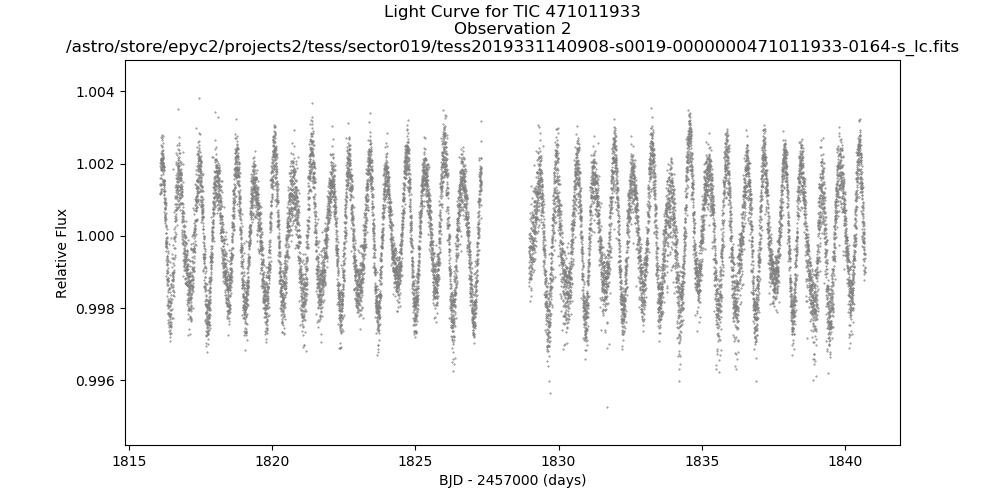 Light Curve for TIC 471011933
Observation 2
/astro/store/epyc2/projects2/tess/sector019/tess2019331140908-s0019-0000000471011933-0164-s_lc.fits
1.004
1.002
1.000
0.998
0.996
Relative Flux
1815 1820 1825 1830 1835 1840
BJD - 2457000 (days)